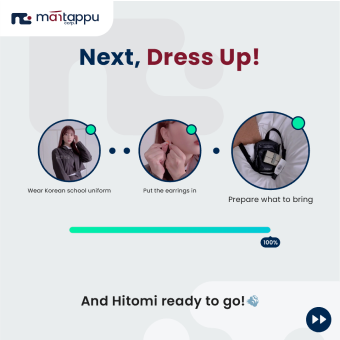 mantappu
corp.
Next, Dress Up!
Wear Korean school uniform
Put the earrings in
Prepare what to bring
100%
And Hitomi ready to go!